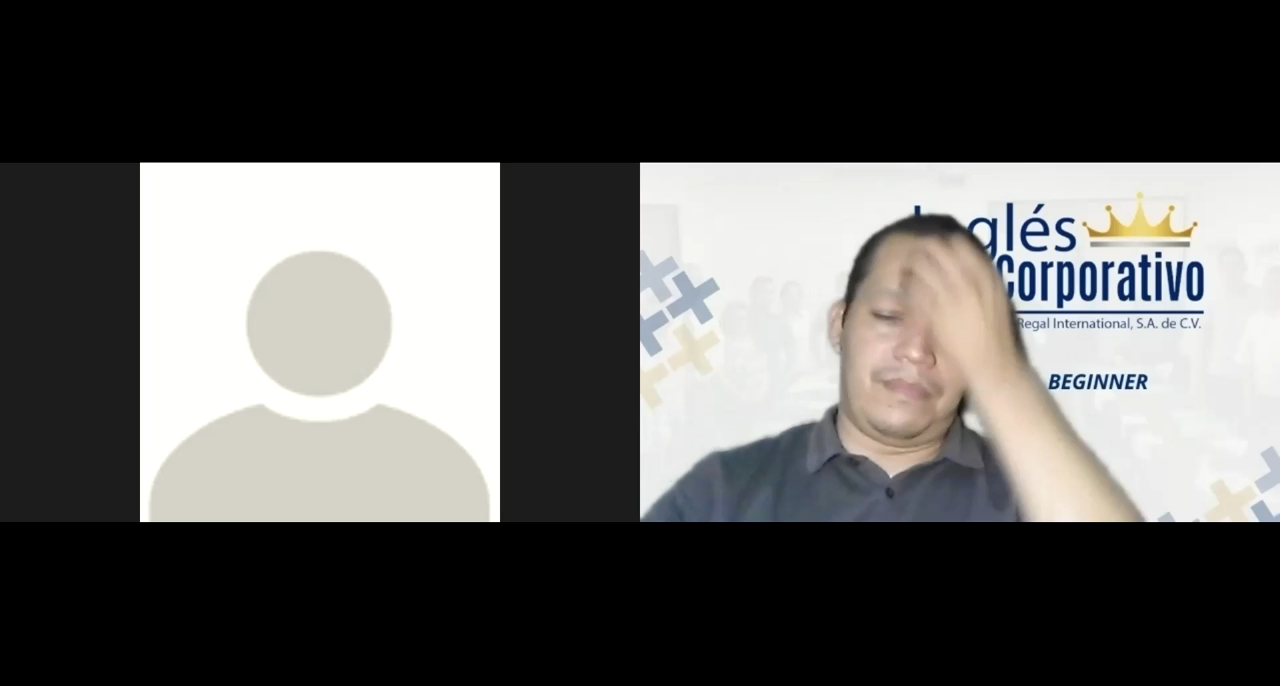 glés
Corporativo
Regal International, S.A. de C.V.
BEGINNER